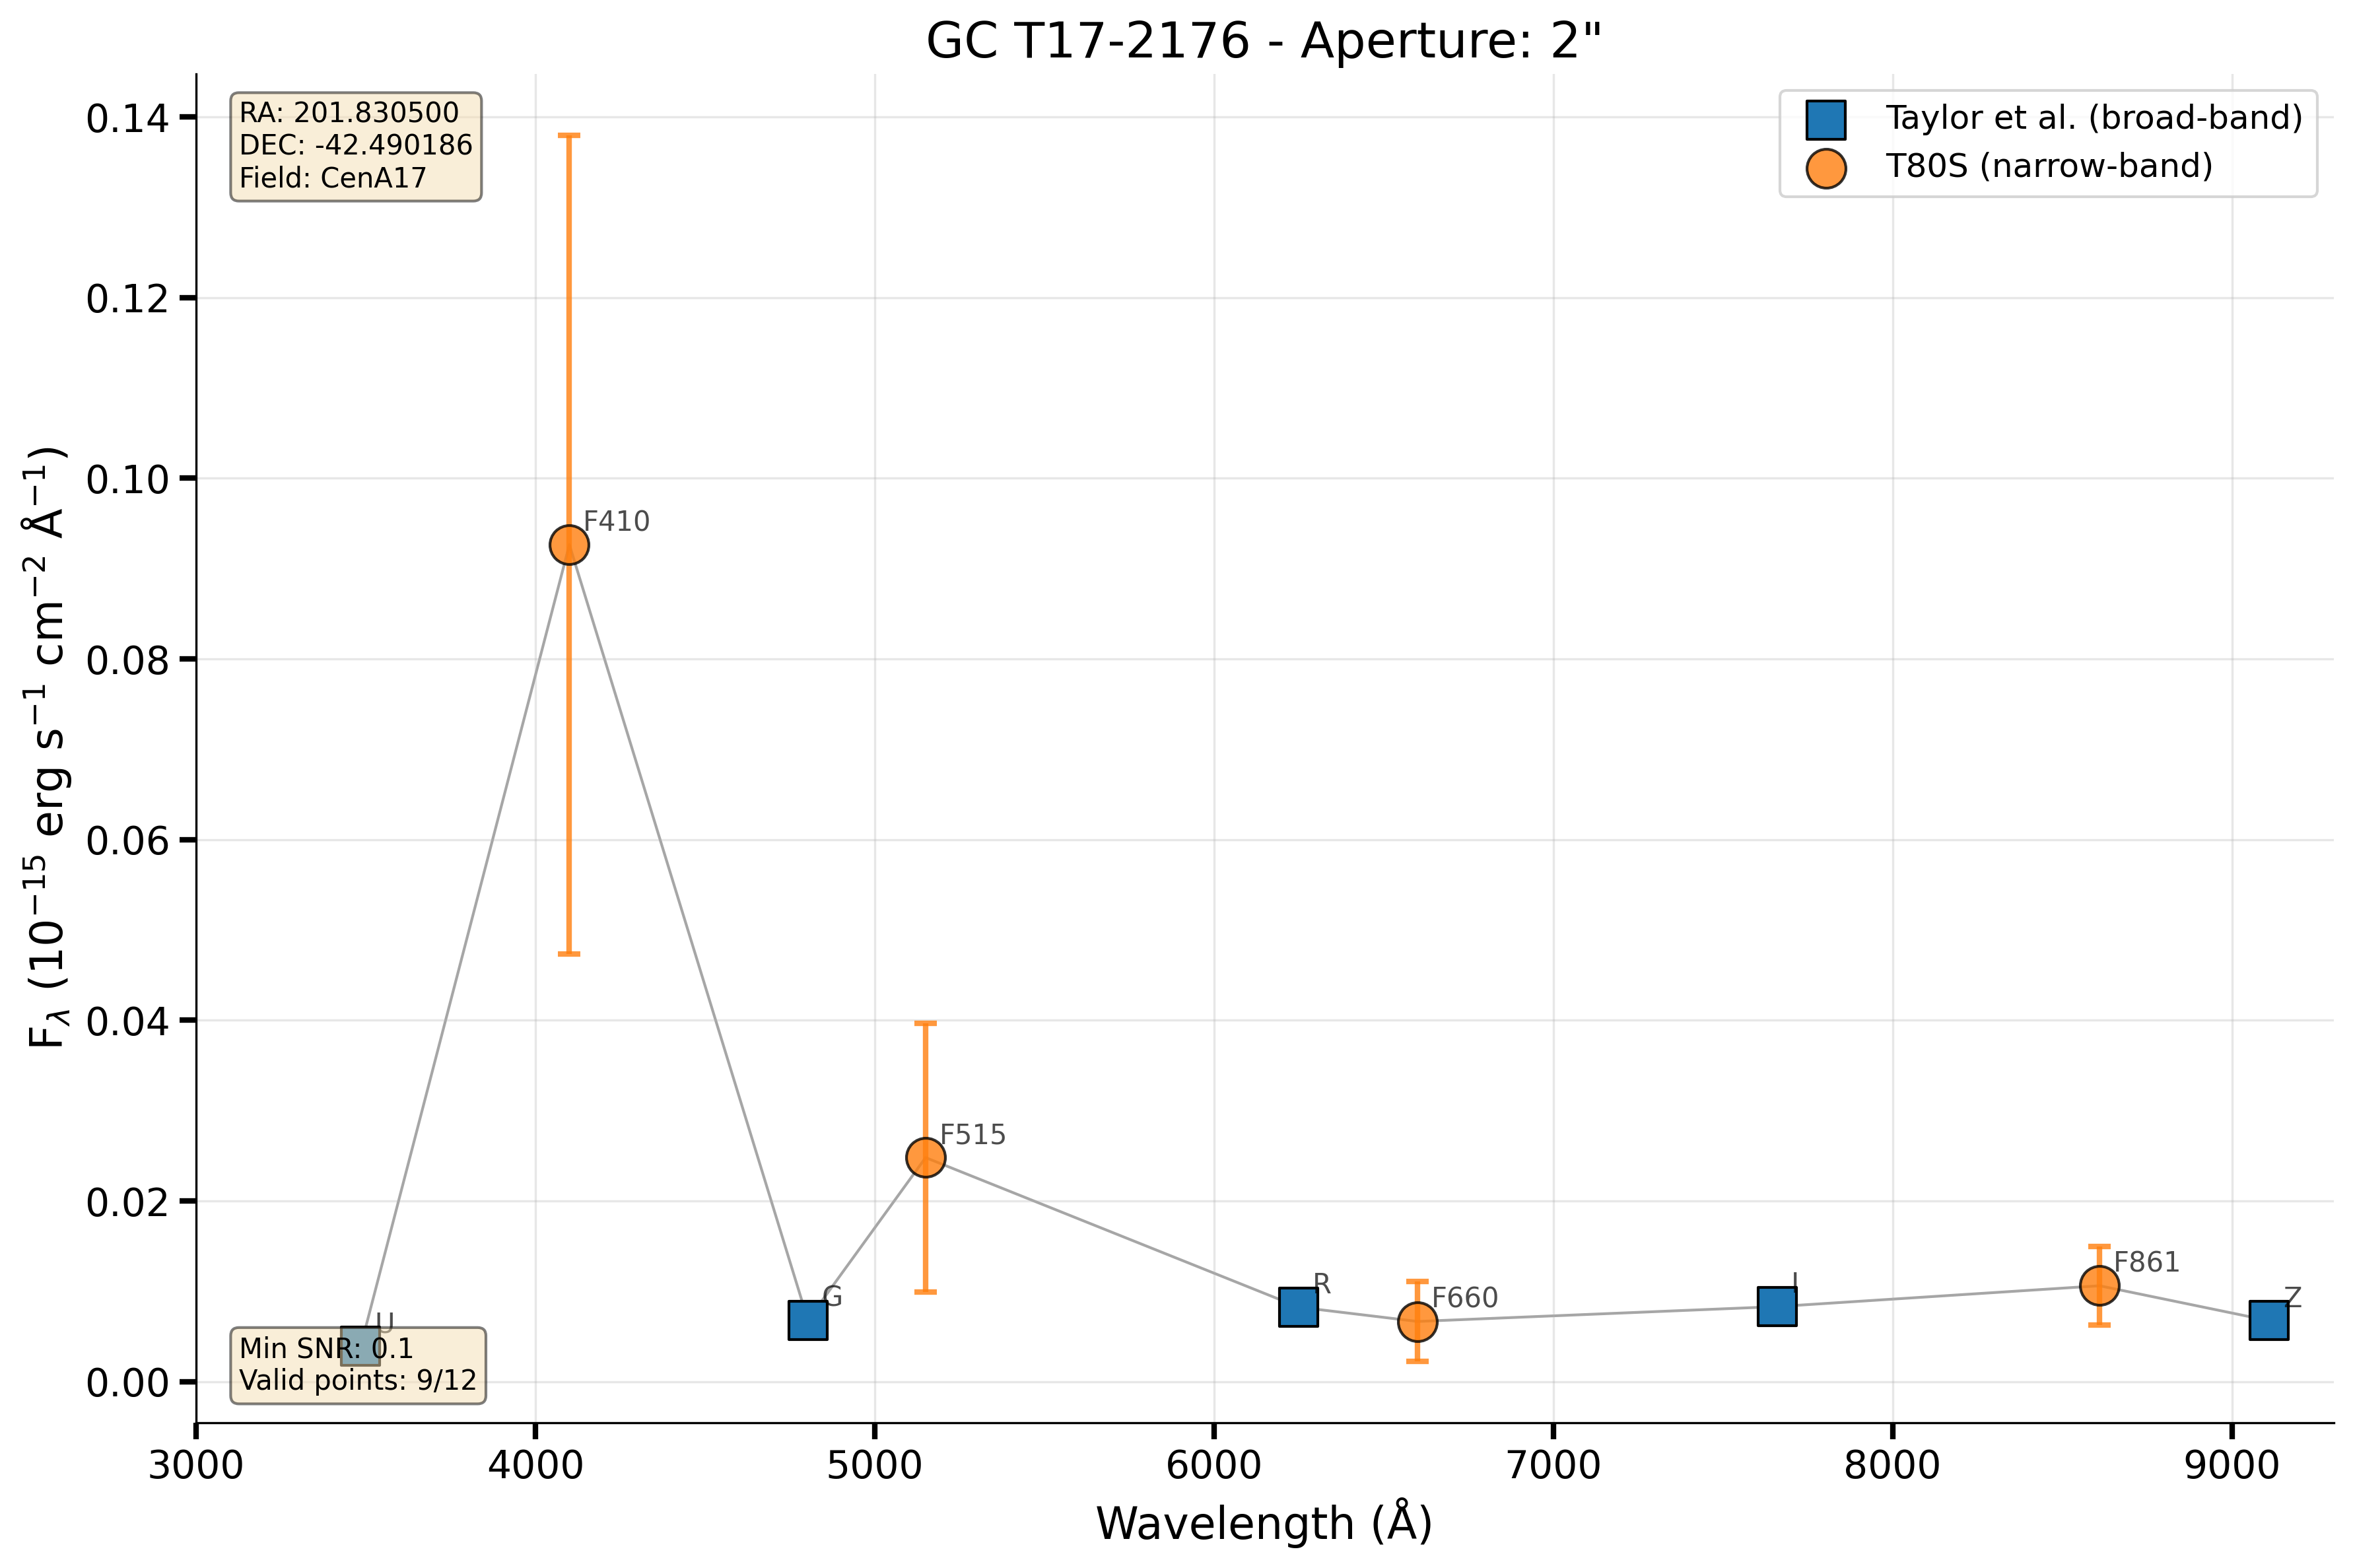 GC T17-2176 - Aperture: 2"
RA: 201.830500
DEC: -42.490186
Field: CenA17
Taylor et al. (broad-band)
T80S (narrow-band)
0.14
0.12
0.10
0.08
0.06
0.04
0.02
0.00
F_λ (10⁻¹⁵ erg s⁻¹ cm⁻² Å⁻¹)
U
F410
G
F515
R
F660
I
F861
Z
Min SNR: 0.1
Valid points: 9/12
3000 4000 5000 6000 7000 8000 9000
Wavelength (Å)